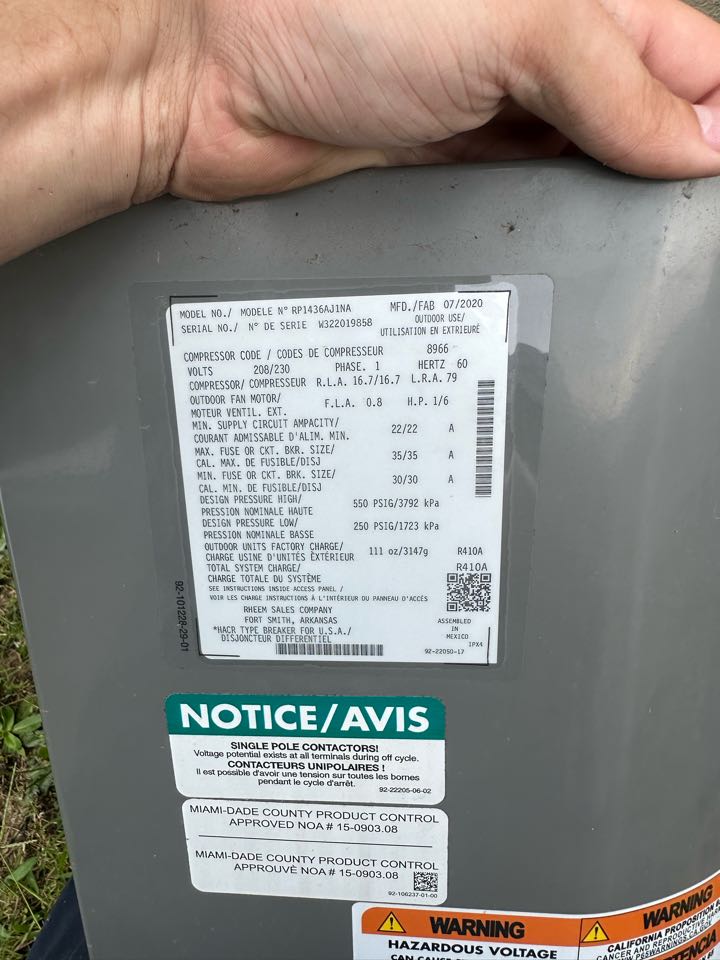 MODEL NO./ MODELE N° RP1436AJ1NA MFD./FAB 07/2020
SERIAL NO./ N° DE SERIE W322019858 OUTDOOR USE/
UTILISATION EN EXTRIEURÉ
COMPRESSOR CODE / CODES DE COMPRESSEUR 8966
VOLTS 208/230 PHASE. 1 HERTZ 60
COMPRESSOR/ COMPRESSEUR R.L.A. 16.7/16.7 L.R.A. 79
OUTDOOR FAN MOTOR/
MOTEUR VENTIL. EXT. F.L.A. 0.8 H.P. 1/6
MIN. SUPPLY CIRCUIT AMPACITY/
COURANT ADMISSABLE D'ALIM. MIN. 22/22 A
MAX. FUSE OR CKT. BKR. SIZE/
CAL. MAX. DE FUSIBLE/DISJ 35/35 A
MIN. FUSE OR CKT. BRK. SIZE/
CAL. MIN. DE FUSIBLE/DISJ 30/30 A
DESIGN PRESSURE HIGH/
PRESSION NOMINALE HAUTE 550 PSIG/3792 kPa
DESIGN PRESSURE LOW/
PRESSION NOMINALE BASSE 250 PSIG/1723 kPa
OUTDOOR UNITS FACTORY CHARGE/
CHARGE USINE D'UNITÉS ÉXTÉRIEUR 111 oz/3147g R410A
TOTAL SYSTEM CHARGE/ R410A
CHARGE TOTALE DU SYSTÈME
SEE INSTRUCTIONS INSIDE ACCESS PANEL /
VOIR LES CHARGE INSTRUCTIONS À L'INTÉRIEUR DU PANNEAU D'ACCÈS
RHEEM SALES COMPANY
FORT SMITH, ARKANSAS
*HACR TYPE BREAKER FOR U.S.A./
DISJONCTEUR DIFFERENTIEL
ASSEMBLED
IN
MEXICO
IPX4
92-22050-17
92-101229-29-01
NOTICE/AVIS
SINGLE POLE CONTACTORS!
Voltage potential exists at all terminals during off cycle.
CONTACTEURS UNIPOLAIRES !
Il est possible d'avoir une tension sur toutes les bornes
pendant le cycle d'arrêt.
92-22205-06-02
MIAMI-DADE COUNTY PRODUCT CONTROL
APPROVED NOA # 15-0903.08
MIAMI-DADE COUNTY PRODUCT CONTROL
APPROUVÉ NOA # 15-0903.08
92-106237-01-00
WARNING
HAZARDOUS VOLTAGE
WARNING
CALIFORNIA PROPOSITION
CANCER AND REPRODUCTIVE